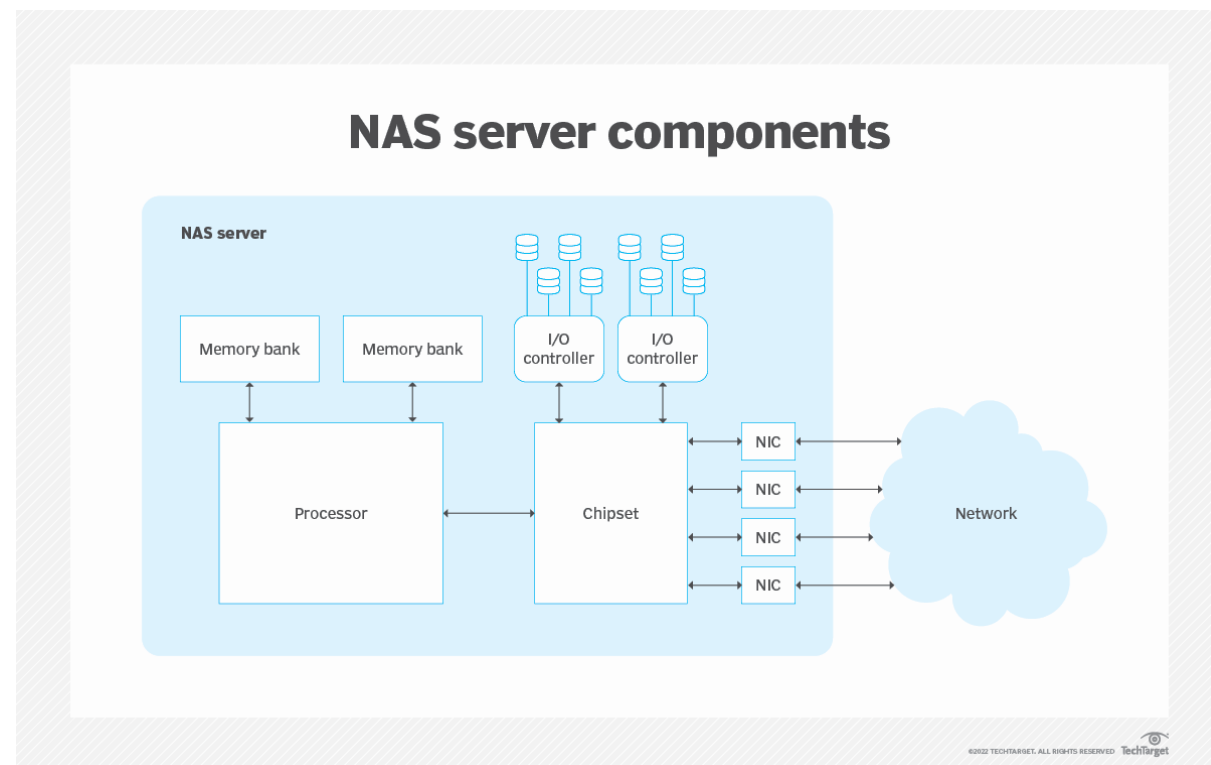 NAS server components
NAS server
Memory bank
Memory bank
I/O
controller
I/O
controller
Processor
Chipset
NIC
NIC
NIC
NIC
Network
©2022 TECHTARGET. ALL RIGHTS RESERVED
TechTarget